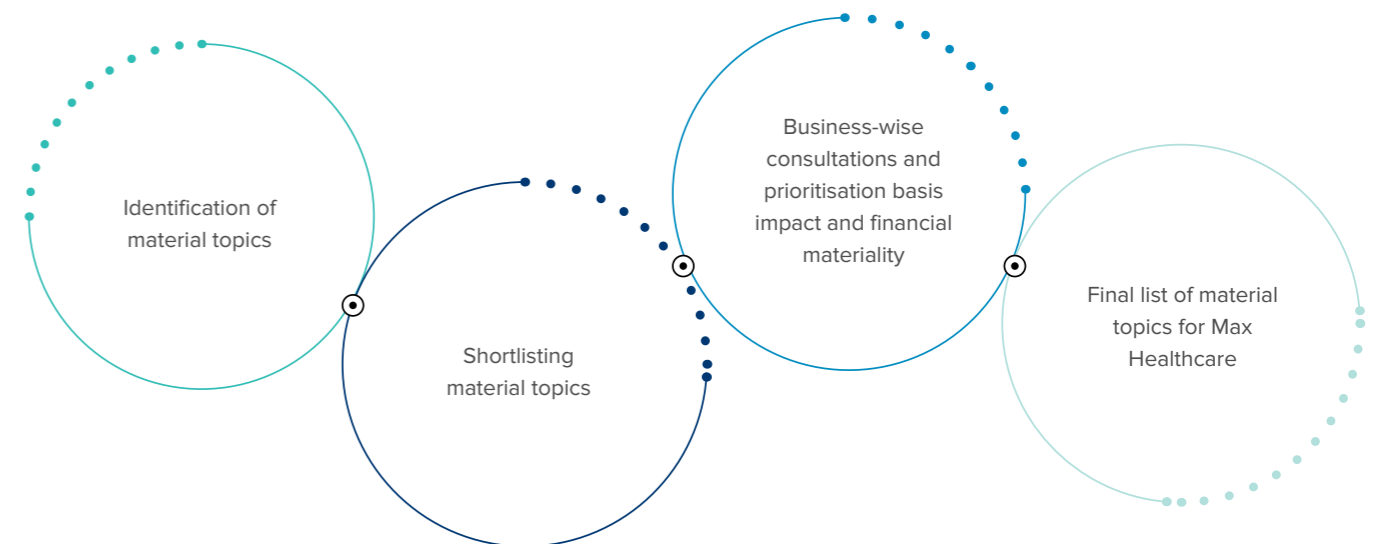 Identification of
material topics
Shortlisting
material topics
Business-wise
consultations and
prioritisation basis
impact and financial
materiality
Final list of material
topics for Max
Healthcare